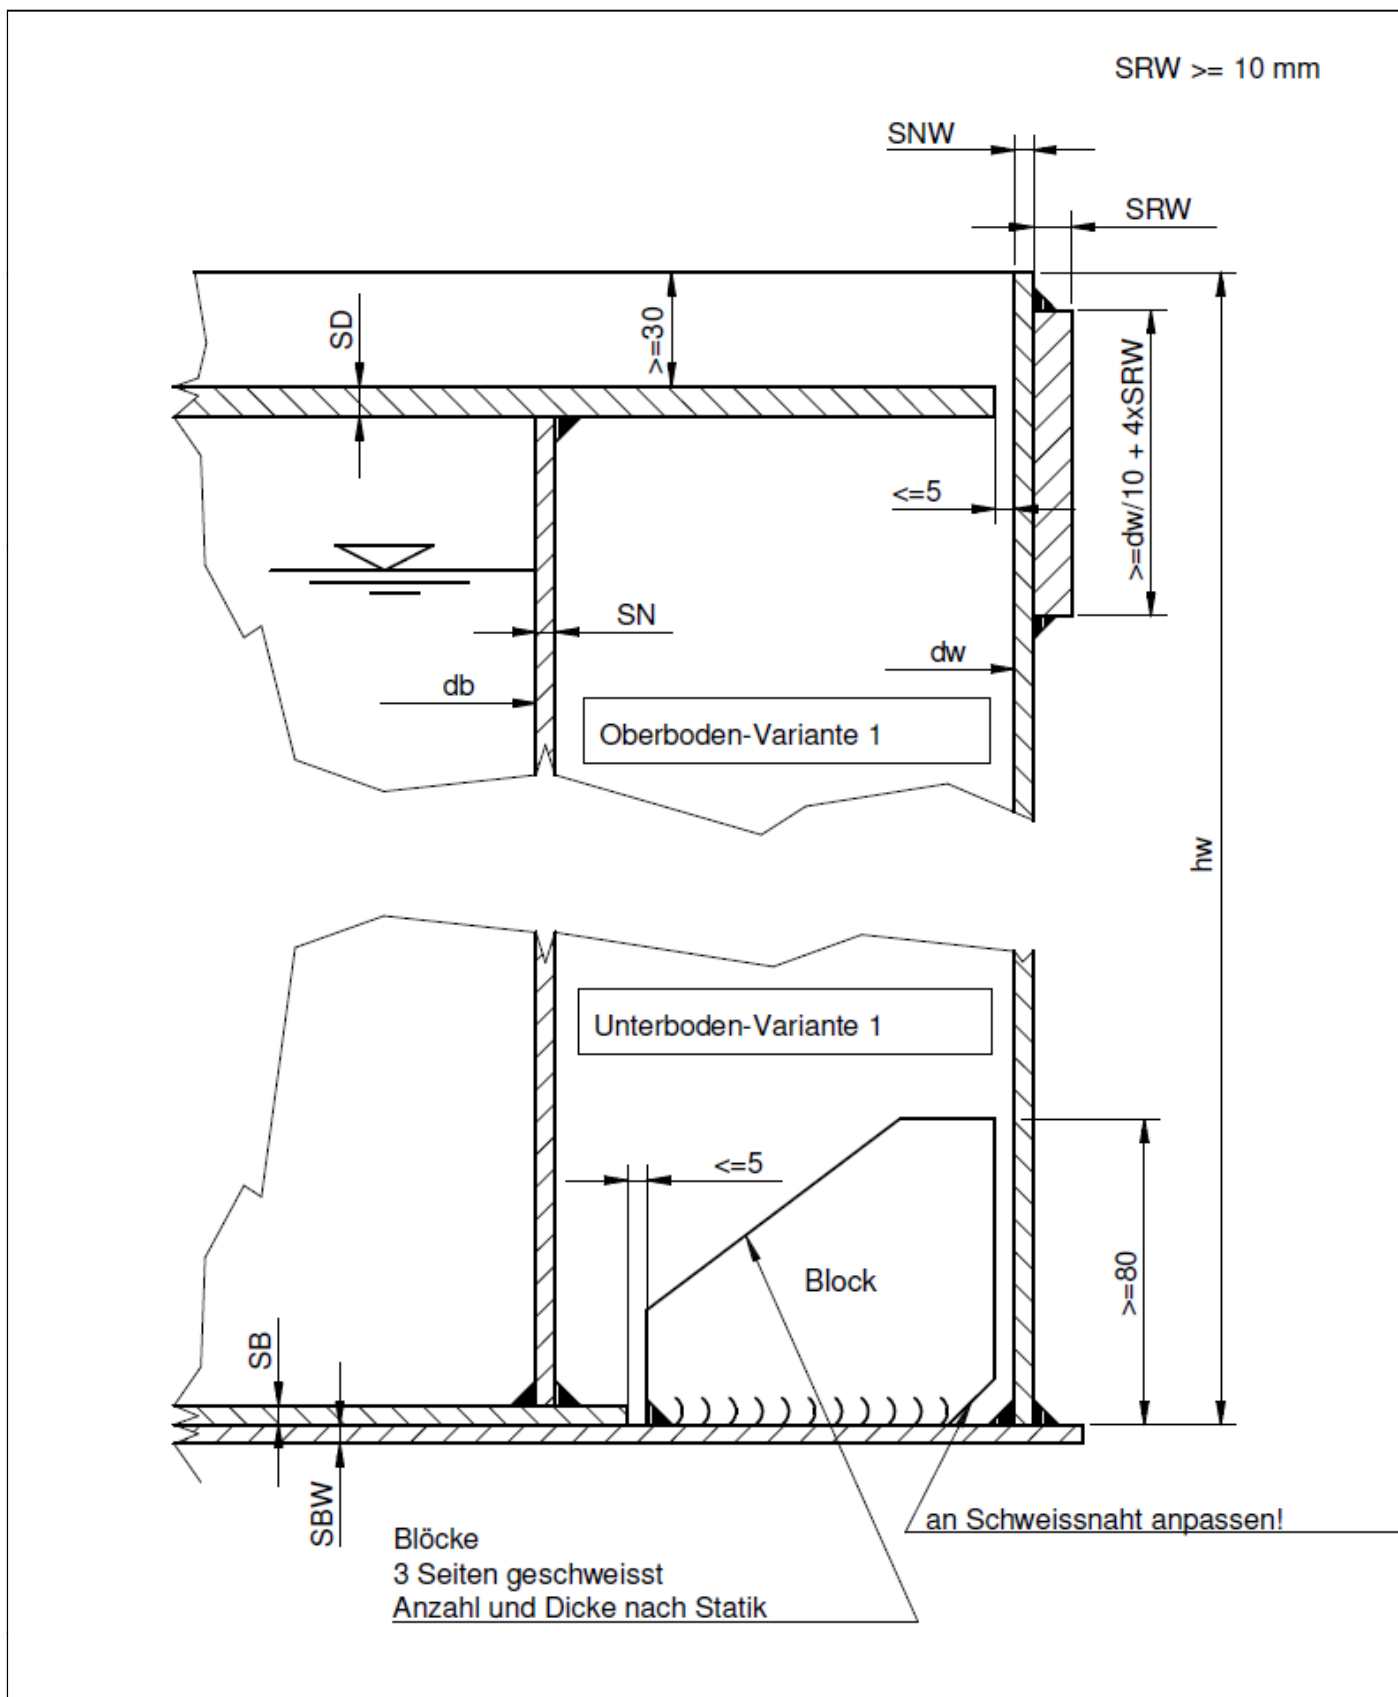 SRW >= 10 mm
SNW
SRW
SD
>=30
>=dw/10 + 4xSRW
<=5
SN
dw
db
Oberboden-Variante 1
hw
Unterboden-Variante 1
<=5
>=80
Block
SB
SBW
an Schweissnaht anpassen!
Blöcke
3 Seiten geschweisst
Anzahl und Dicke nach Statik